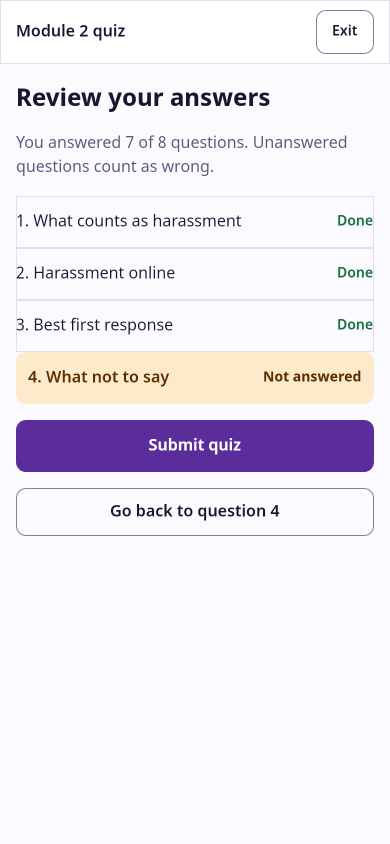 Module 2 quiz
Exit
Review your answers
You answered 7 of 8 questions. Unanswered
questions count as wrong.
1. What counts as harassment Done
2. Harassment online Done
3. Best first response Done
4. What not to say Not answered
Submit quiz
Go back to question 4